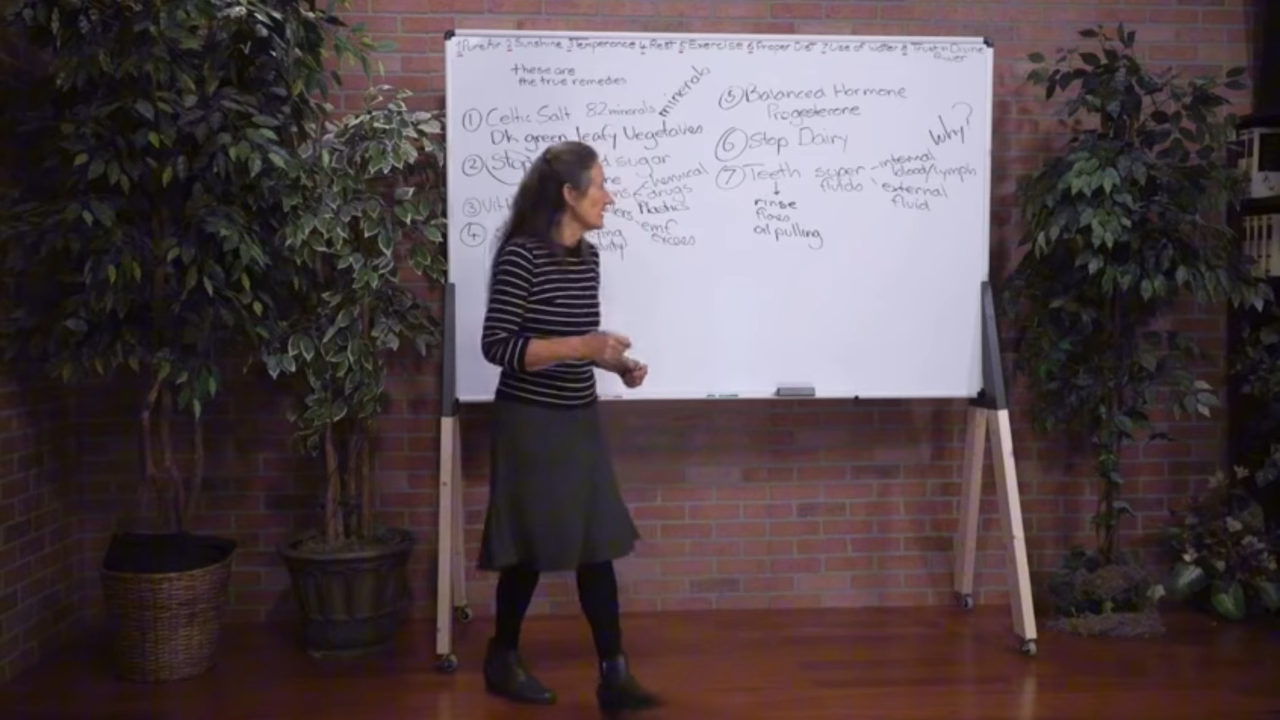 1 Pure Air 2 Sunshine 3 Temperance 4 Rest 5 Exercise 6 Proper Diet 7 Use of Water 8 Trust in Divine
Power
these are
the true remedies
minerals
① Celtic Salt 82 minerals
Dk green leafy Vegetables
② Stop sugar
chemical
drugs
③ Plastics
④ emf
excess
⑤ Balanced Hormone
Progesterone
⑥ Stop Dairy
Why?
⑦ Teeth super internal
fluids blood/lymph
external
fluid
rinse
floss
oil pulling